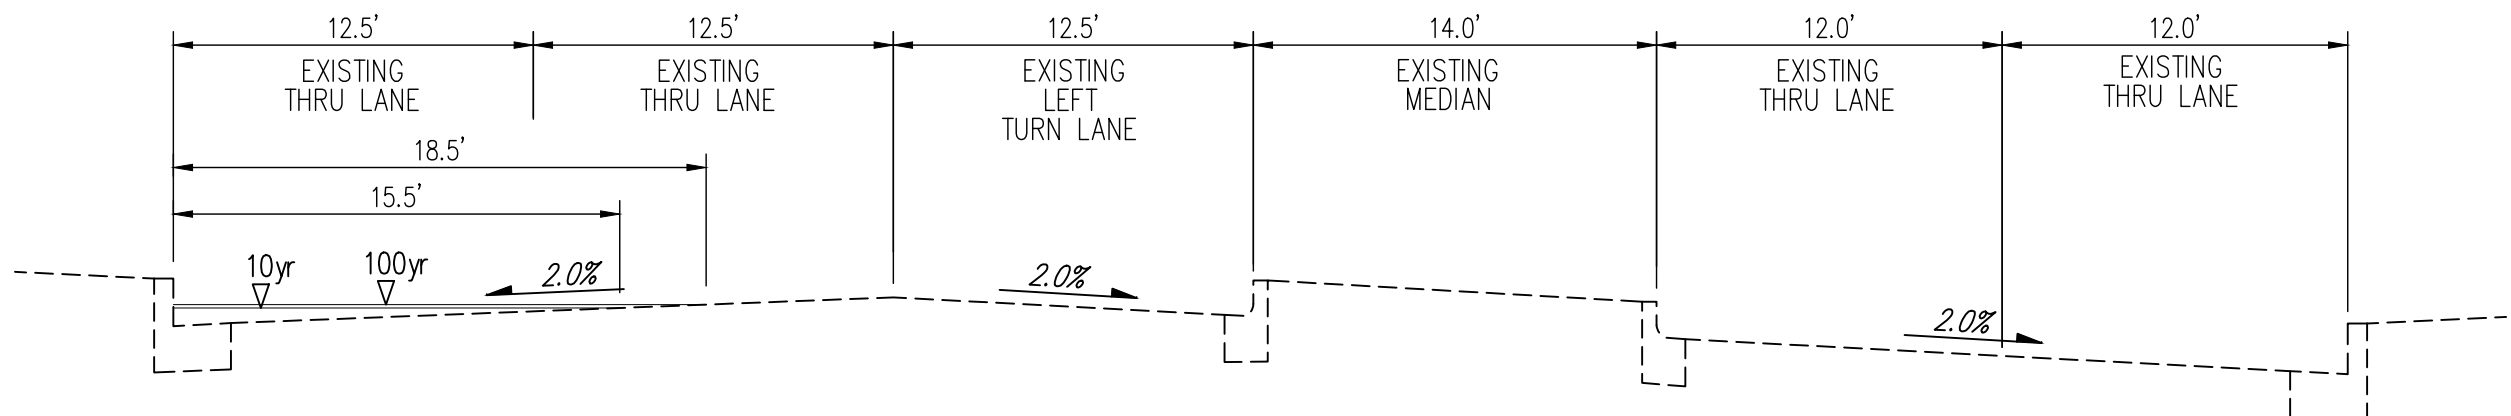 12.5' 12.5' 12.5' 14.0' 12.0' 12.0'
EXISTING
THRU LANE
EXISTING
THRU LANE
EXISTING
LEFT
TURN LANE
EXISTING
MEDIAN
EXISTING
THRU LANE
EXISTING
THRU LANE
18.5'
15.5'
10yr
100yr
2.0%
2.0%
2.0%